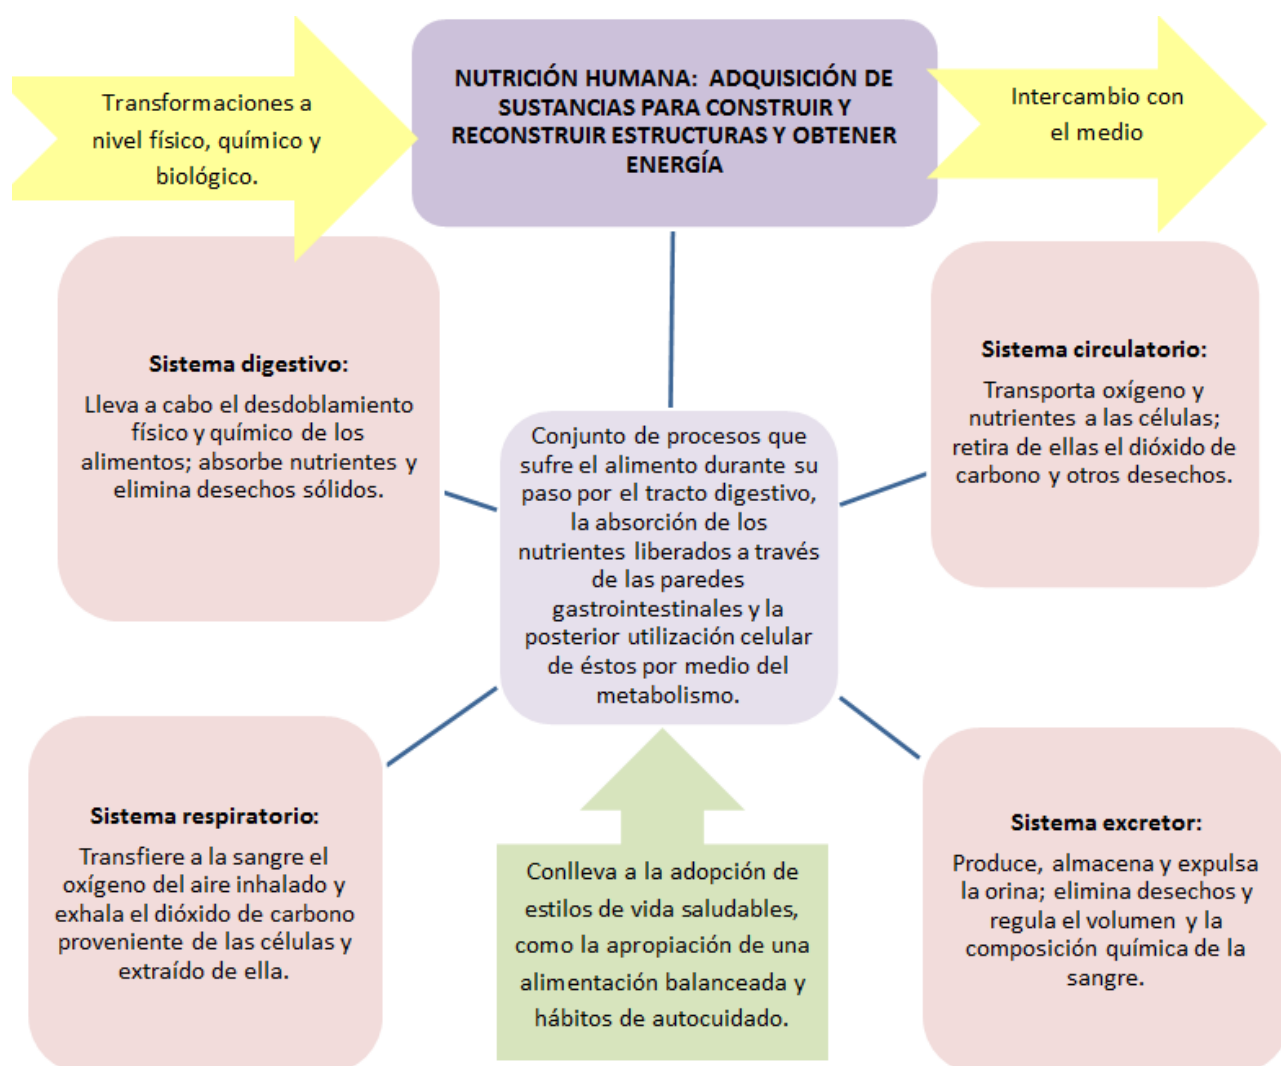 Transformaciones a
nivel físico, químico y
biológico.
NUTRICIÓN HUMANA: ADQUISICIÓN DE
SUSTANCIAS PARA CONSTRUIR Y
RECONSTRUIR ESTRUCTURAS Y OBTENER
ENERGÍA
Intercambio con
el medio
Sistema digestivo:
Lleva a cabo el desdoblamiento
físico y químico de los
alimentos; absorbe nutrientes y
elimina desechos sólidos.
Sistema circulatorio:
Transporta oxígeno y
nutrientes a las células;
retira de ellas el dióxido de
carbono y otros desechos.
Conjunto de procesos que
sufre el alimento durante su
paso por el tracto digestivo,
la absorción de los
nutrientes liberados a través
de las paredes
gastrointestinales y la
posterior utilización celular
de éstos por medio del
metabolismo.
Sistema respiratorio:
Transfiere a la sangre el
oxígeno del aire inhalado y
exhala el dióxido de carbono
proveniente de las células y
extraído de ella.
Sistema excretor:
Produce, almacena y expulsa
la orina; elimina desechos y
regula el volumen y la
composición química de la
sangre.
Conlleva a la adopción de
estilos de vida saludables,
como la apropiación de una
alimentación balanceada y
hábitos de autocuidado.